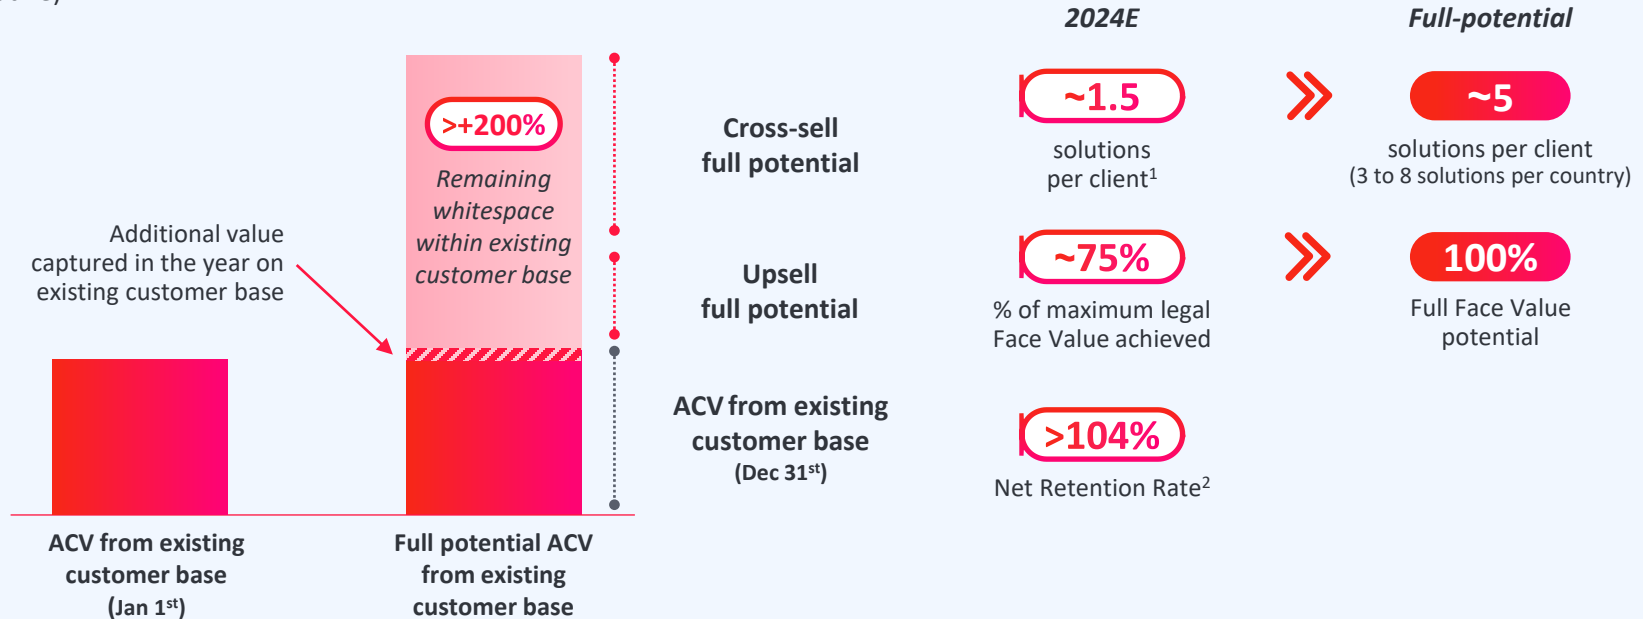 2024E
Full-potential
>+200%
Remaining
whitespace
within existing
customer base
Additional value
captured in the year on
existing customer base
Cross-sell
full potential
~1.5
solutions
per client1
~5
solutions per client
(3 to 8 solutions per country)
Upsell
full potential
~75%
% of maximum legal
Face Value achieved
100%
Full Face Value
potential
ACV from existing
customer base
(Dec 31st)
>104%
Net Retention Rate2
ACV from existing
customer base
(Jan 1st)
Full potential ACV
from existing
customer base